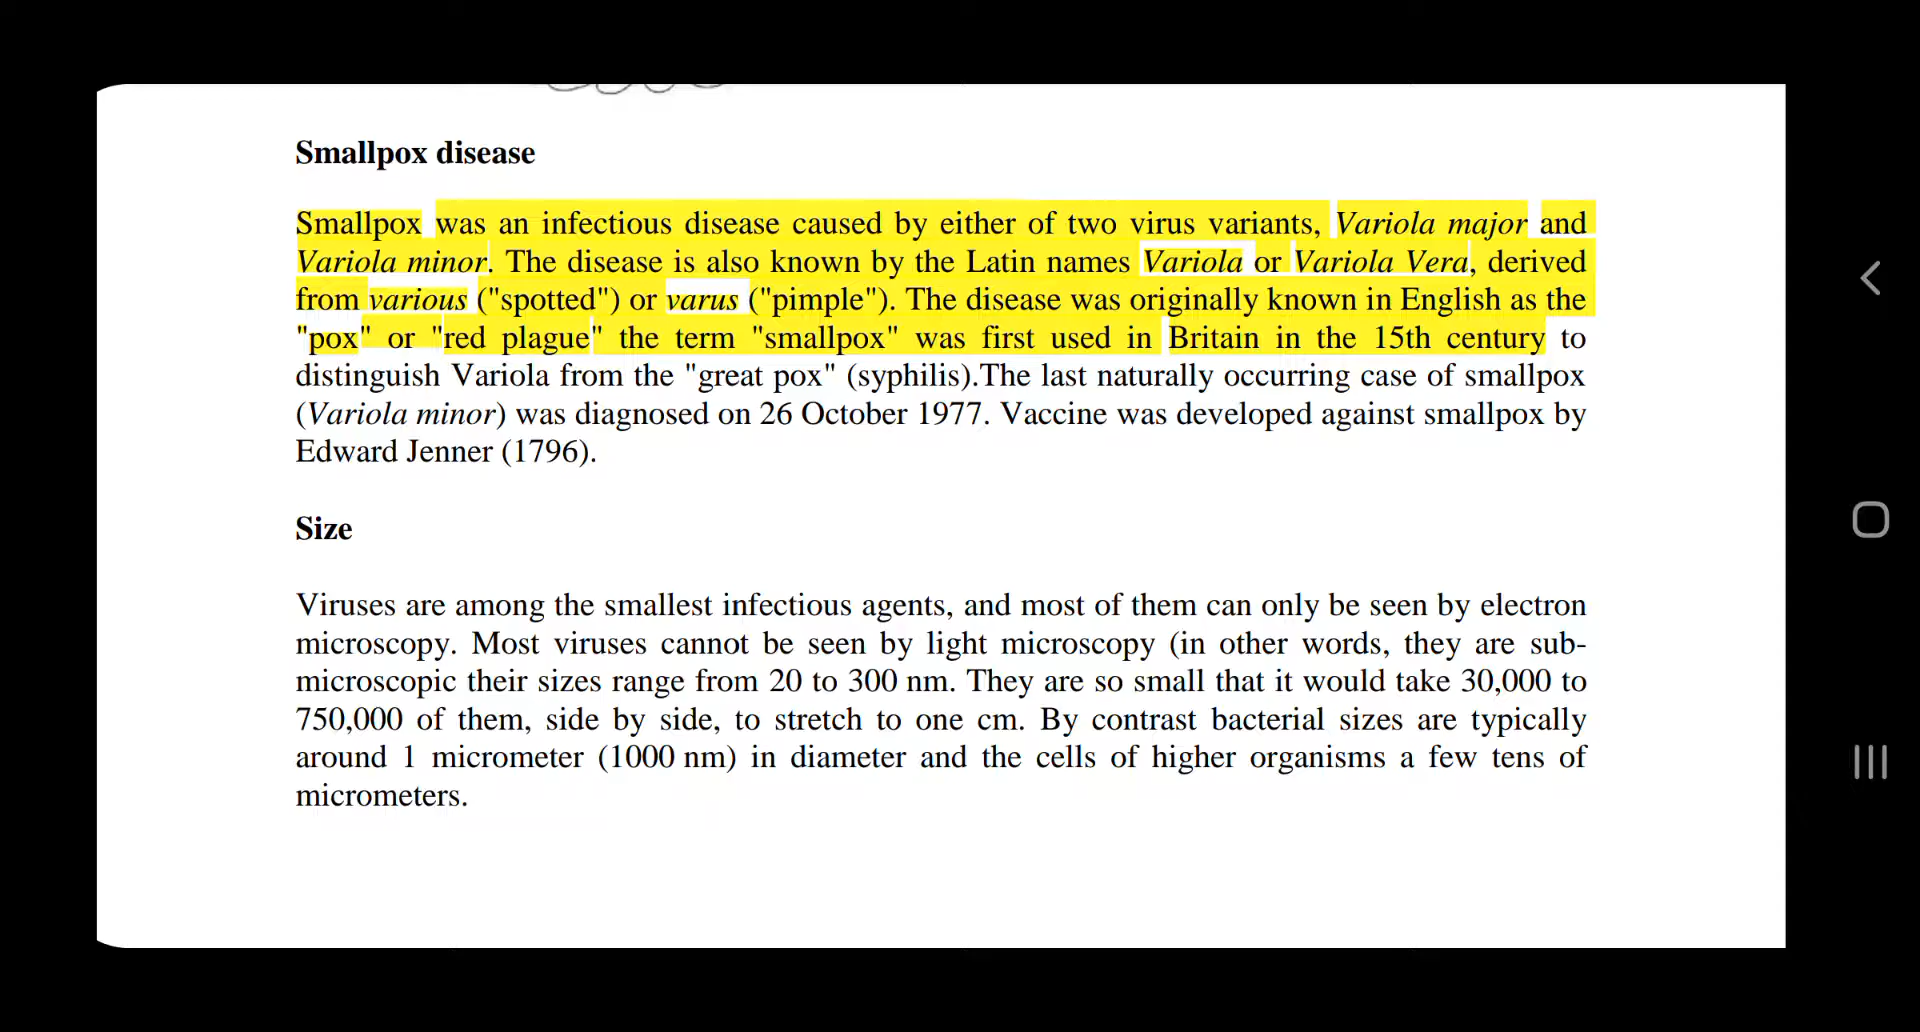 Smallpox disease
Smallpox was an infectious disease caused by either of two virus variants, Variola major and
Variola minor. The disease is also known by the Latin names Variola or Variola Vera, derived
from various ("spotted") or varus ("pimple"). The disease was originally known in English as the
"pox" or "red plague" the term "smallpox" was first used in Britain in the 15th century to
distinguish Variola from the "great pox" (syphilis).The last naturally occurring case of smallpox
(Variola minor) was diagnosed on 26 October 1977. Vaccine was developed against smallpox by
Edward Jenner (1796).
Size
Viruses are among the smallest infectious agents, and most of them can only be seen by electron
microscopy. Most viruses cannot be seen by light microscopy (in other words, they are sub-
microscopic their sizes range from 20 to 300 nm. They are so small that it would take 30,000 to
750,000 of them, side by side, to stretch to one cm. By contrast bacterial sizes are typically
around 1 micrometer (1000 nm) in diameter and the cells of higher organisms a few tens of
micrometers.